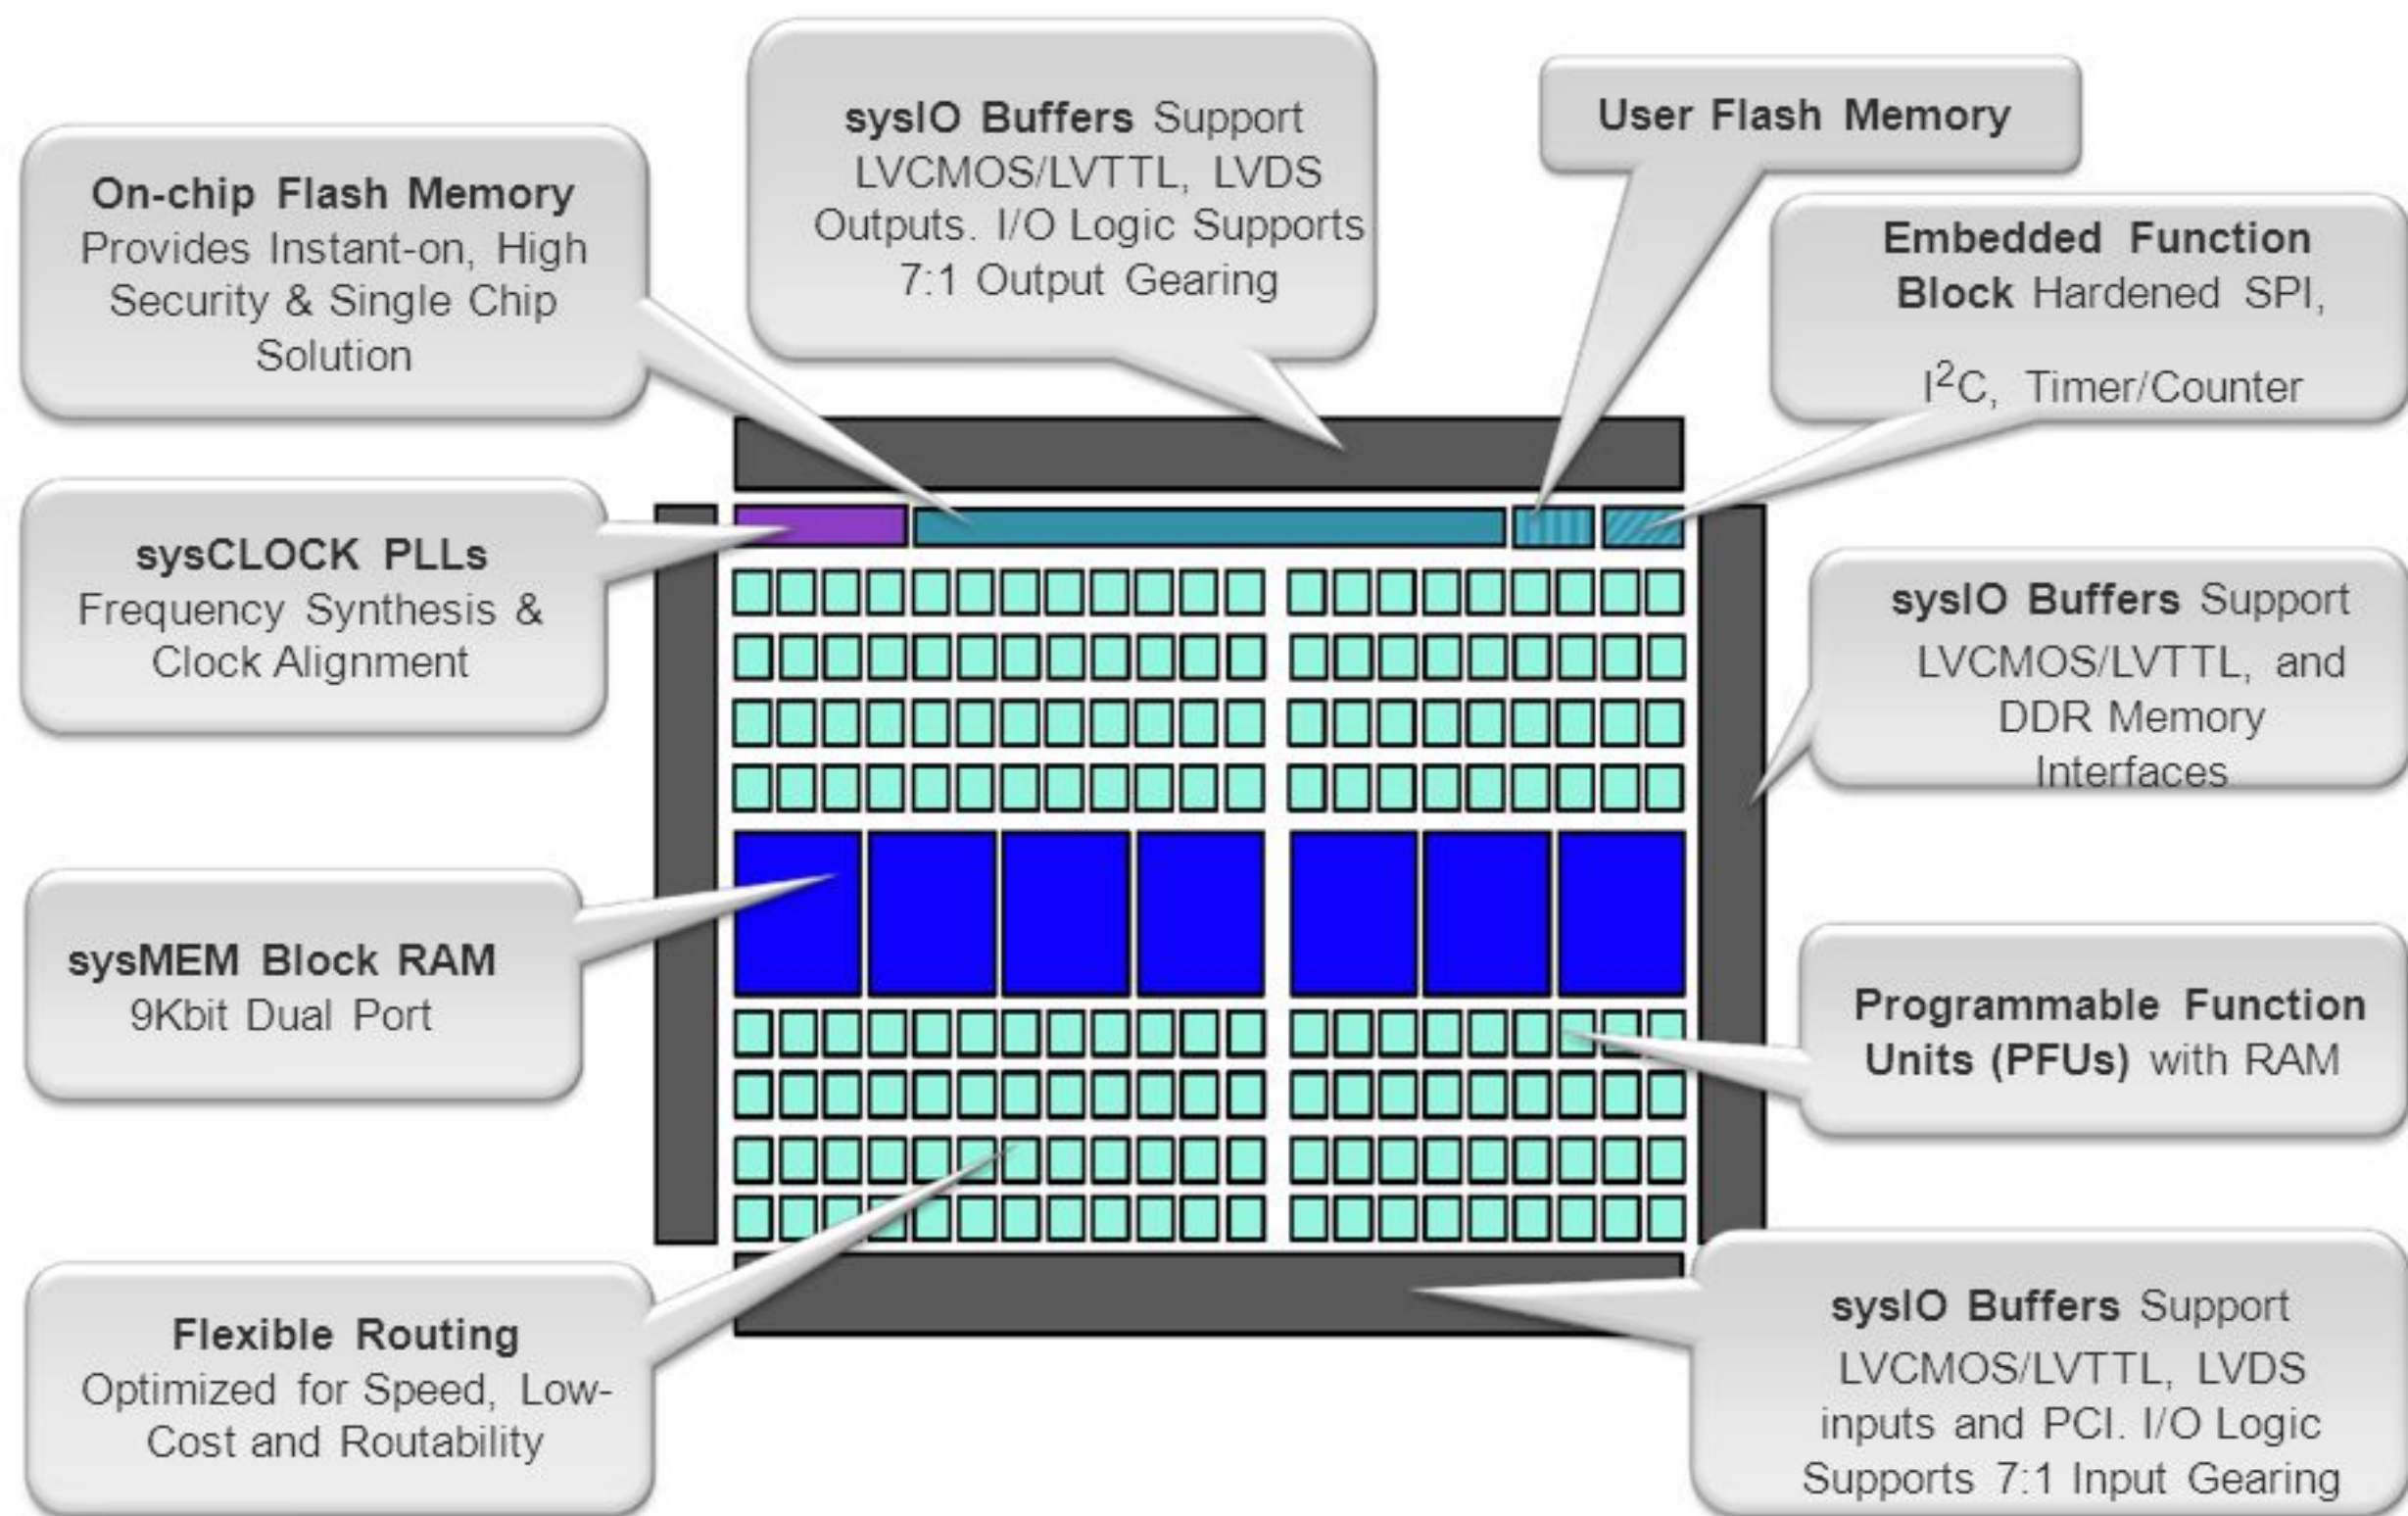 On-chip Flash Memory
Provides Instant-on, High
Security & Single Chip
Solution
sysIO Buffers Support
LVCMOS/LVTTL, LVDS
Outputs. I/O Logic Supports
7:1 Output Gearing
User Flash Memory
Embedded Function
Block Hardened SPI,
I²C, Timer/Counter
sysCLOCK PLLs
Frequency Synthesis &
Clock Alignment
sysIO Buffers Support
LVCMOS/LVTTL, and
DDR Memory
Interfaces
sysMEM Block RAM
9Kbit Dual Port
Programmable Function
Units (PFUs) with RAM
Flexible Routing
Optimized for Speed, Low-
Cost and Routability
sysIO Buffers Support
LVCMOS/LVTTL, LVDS
inputs and PCI. I/O Logic
Supports 7:1 Input Gearing